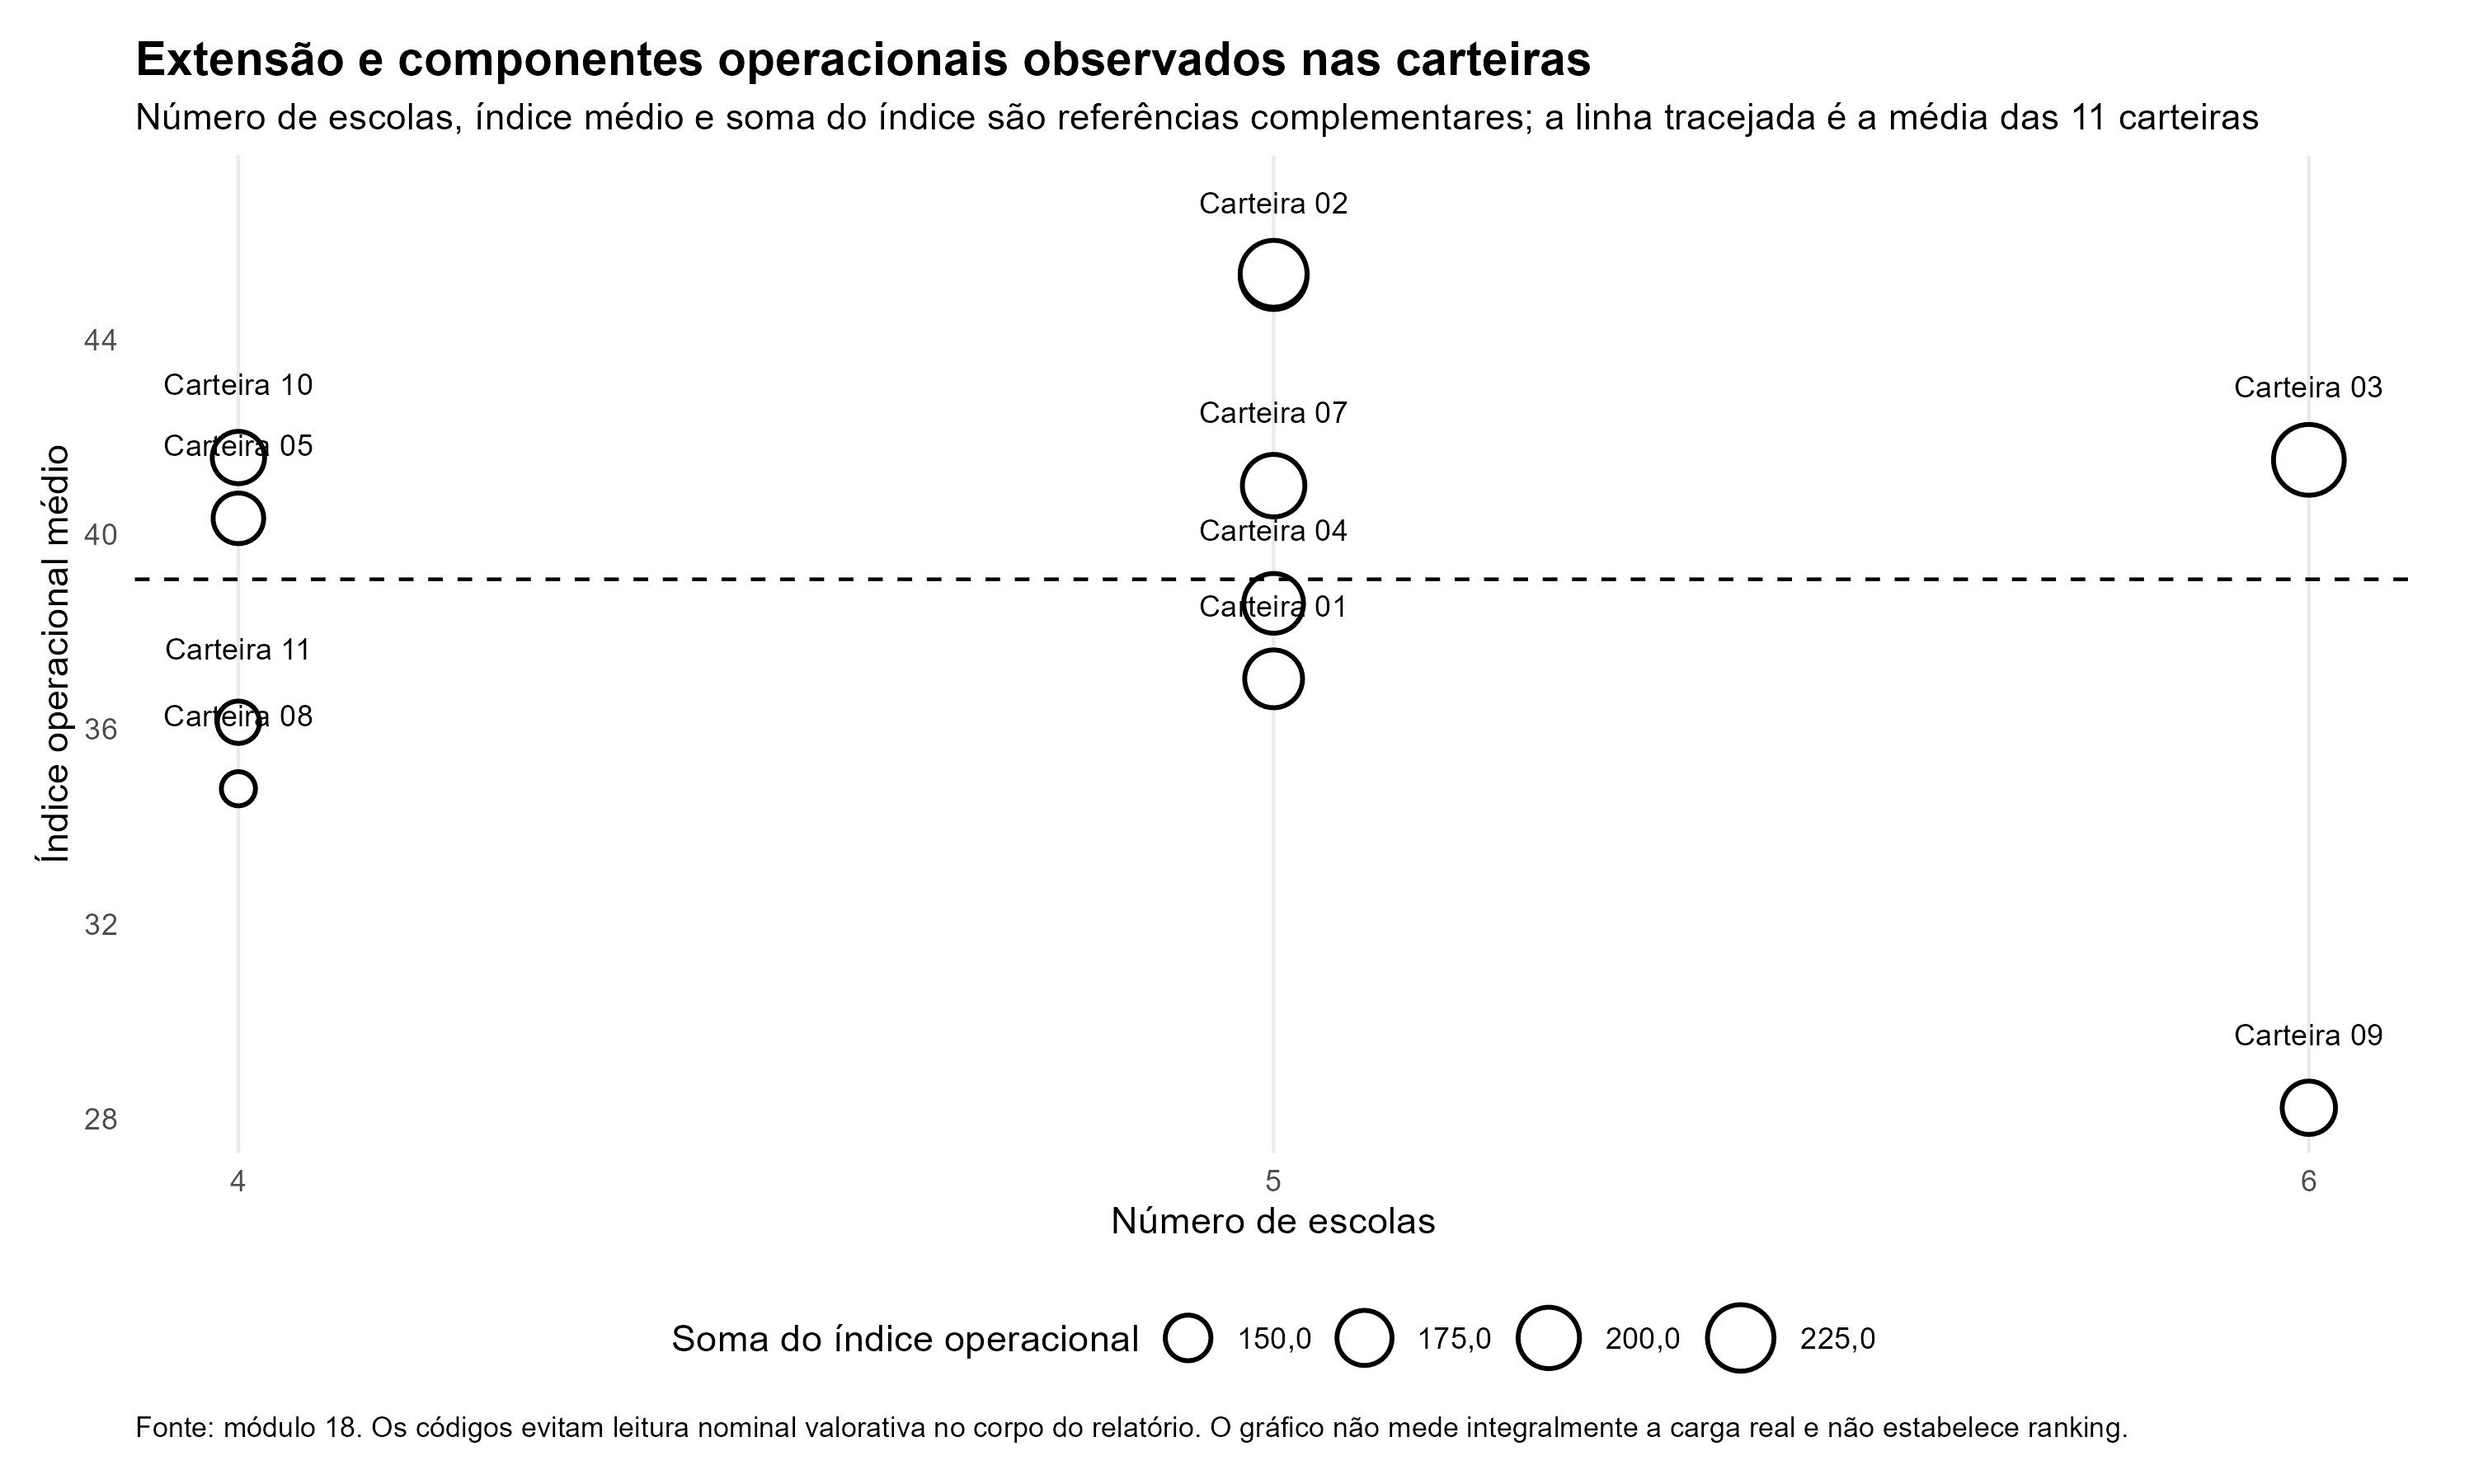 Extensão e componentes operacionais observados nas carteiras
Número de escolas, índice médio e soma do índice são referências complementares; a linha tracejada é a média das 11 carteiras
Índice operacional médio
44
40
36
32
28
Carteira 02
Carteira 10
Carteira 03
Carteira 07
Carteira 05
Carteira 04
Carteira 01
Carteira 11
Carteira 08
Carteira 09
4
5
6
Número de escolas
Soma do índice operacional
150,0
175,0
200,0
225,0
Fonte: módulo 18. Os códigos evitam leitura nominal valorativa no corpo do relatório. O gráfico não mede integralmente a carga real e não estabelece ranking.